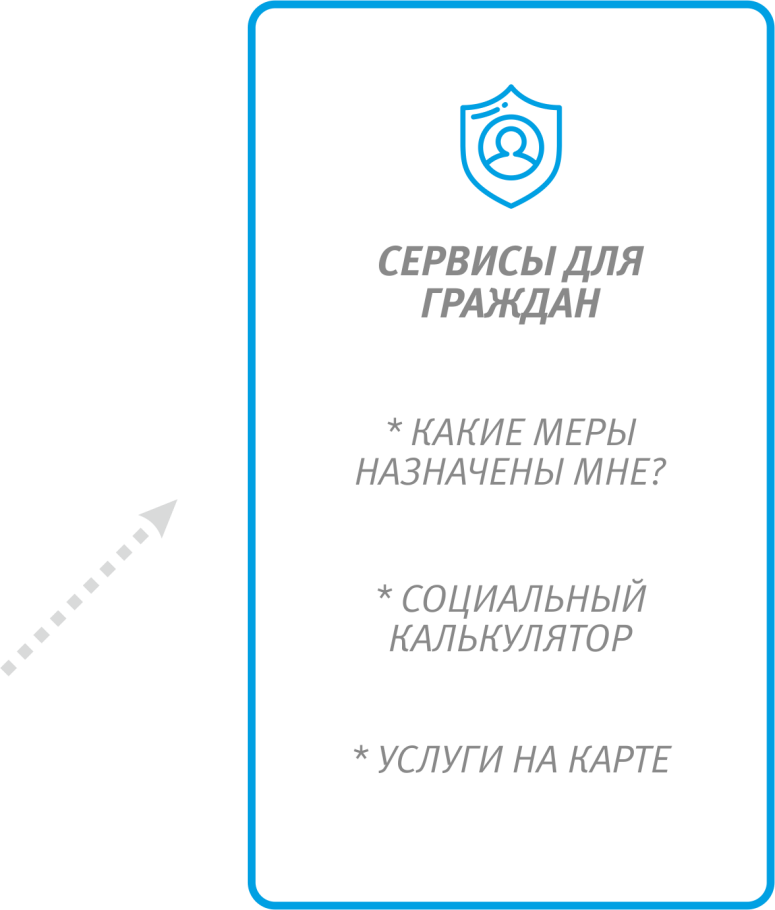 СЕРВИСЫ ДЛЯ
ГРАЖДАН
* КАКИЕ МЕРЫ
НАЗНАЧЕНЫ МНЕ?
* СОЦИАЛЬНЫЙ
КАЛЬКУЛЯТОР
* УСЛУГИ НА КАРТЕ